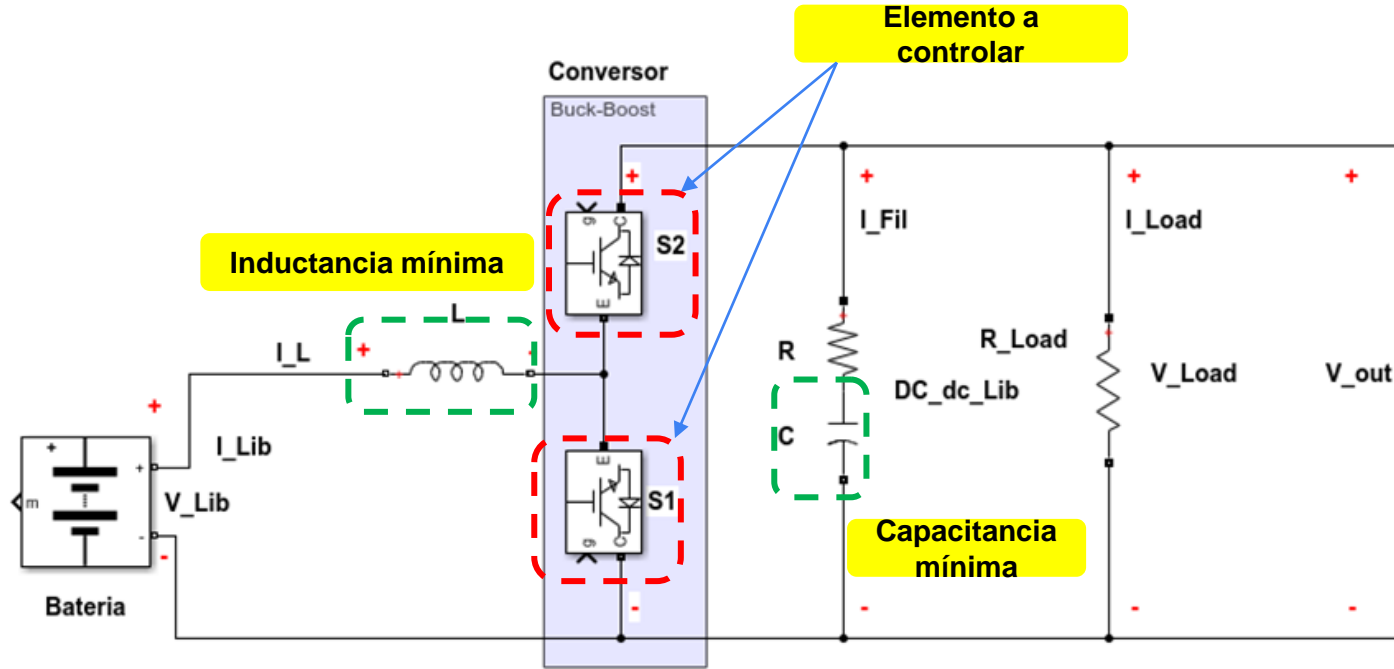 Elemento a
controlar
Conversor
Buck-Boost
+
+
+
+
g
C
I_Fil
I_Load
S2
Inductancia mínima
E
L
+
-
I_L
R
R_Load
DC_dc_Lib
V_Load
V_out
+
I_Lib
C
+
+
E
m
V_Lib
S1
-
-
g
C
Capacitancia
mínima
Bateria
-
-
-
-